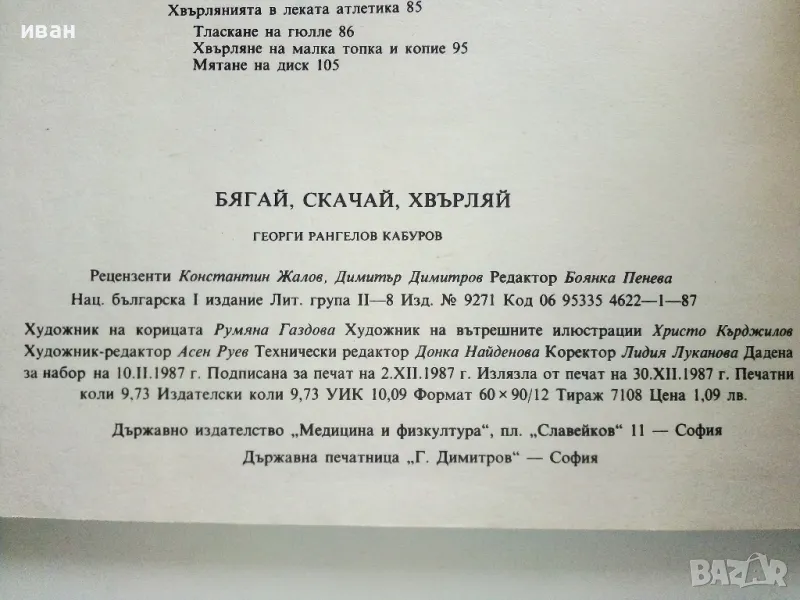 иван
Хвърлянията в леката атлетика 85
Тласкане на гюлле 86
Хвърляне на малка топка и копие 95
Мятане на диск 105
БЯГАЙ, СКАЧАЙ, ХВЪРЛЯЙ
ГЕОРГИ РАНГЕЛОВ КАБУРОВ
Рецензенти Константин Жалов, Димитър Димитров Редактор Боянка Пенева
Нац. българска I издание Лит. група II—8 Изд. № 9271 Код 06 95335 4622—1—87
Художник на корицата Румяна Газдова Художник на вътрешните илюстрации Христо Кърджилов
Художник-редактор Асен Руев Технически редактор Донка Найденова Коректор Лидия Луканова Дадена
за набор на 10.II.1987 г. Подписана за печат на 2.XII.1987 г. Излязла от печат на 30.XII.1987 г. Печатни
коли 9,73 Издателски коли 9,73 УИК 10,09 Формат 60 × 90/12 Тираж 7108 Цена 1,09 лв.
Държавно издателство „Медицина и физкултура“, пл. „Славейков“ 11 — София
Държавна печатница „Г. Димитров“ — София
BAZAR